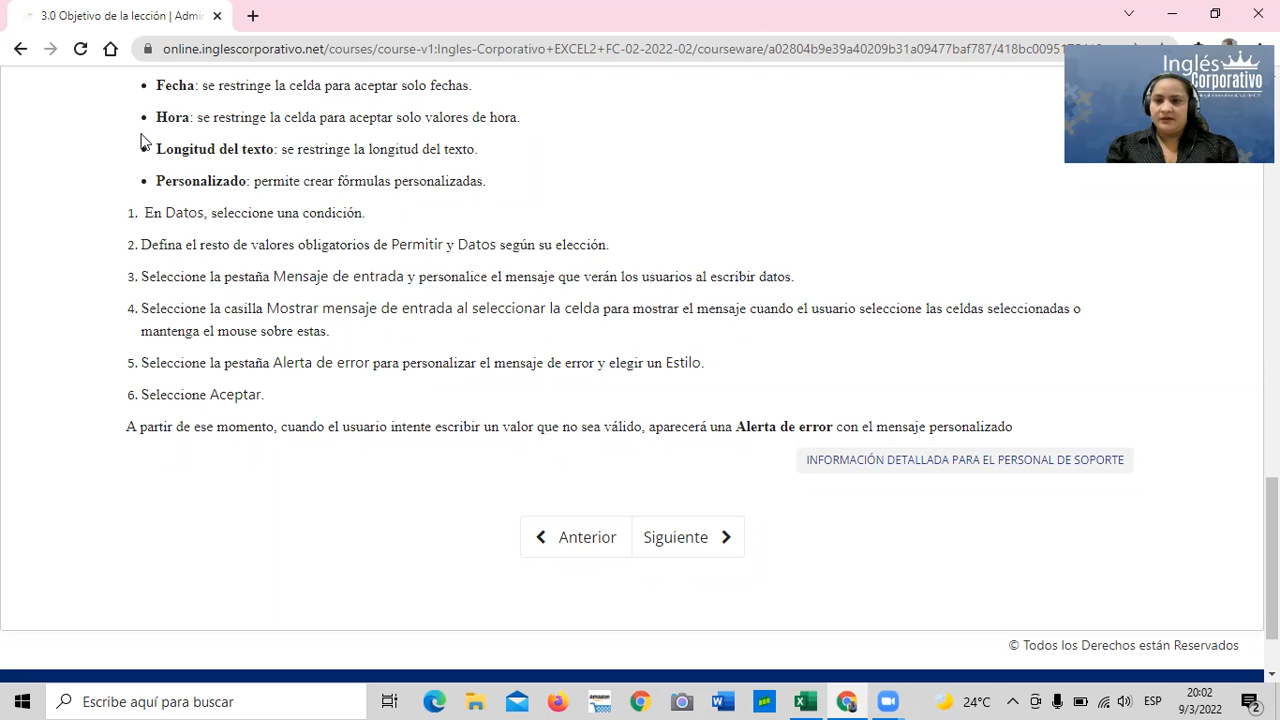 3.0 Objetivo de la lección | Admi
online.inglescorporativo.net/courses/course-v1:Ingles-Corporativo+EXCEL2+FC-02-2022-02/courseware/a02804b9e39a40209b31a09477baf787/418bc0095
Inglés
Corporativo
• Fecha: se restringe la celda para aceptar solo fechas.
• Hora: se restringe la celda para aceptar solo valores de hora.
• Longitud del texto: se restringe la longitud del texto.
• Personalizado: permite crear fórmulas personalizadas.
1. En Datos, seleccione una condición.
2. Defina el resto de valores obligatorios de Permitir y Datos según su elección.
3. Seleccione la pestaña Mensaje de entrada y personalice el mensaje que verán los usuarios al escribir datos.
4. Seleccione la casilla Mostrar mensaje de entrada al seleccionar la celda para mostrar el mensaje cuando el usuario seleccione las celdas seleccionadas o
mantenga el mouse sobre estas.
5. Seleccione la pestaña Alerta de error para personalizar el mensaje de error y elegir un Estilo.
6. Seleccione Aceptar.
A partir de ese momento, cuando el usuario intente escribir un valor que no sea válido, aparecerá una Alerta de error con el mensaje personalizado
INFORMACIÓN DETALLADA PARA EL PERSONAL DE SOPORTE
Anterior Siguiente
© Todos los Derechos están Reservados
Escribe aquí para buscar
24°C
ESP
20:02
9/3/2022
2